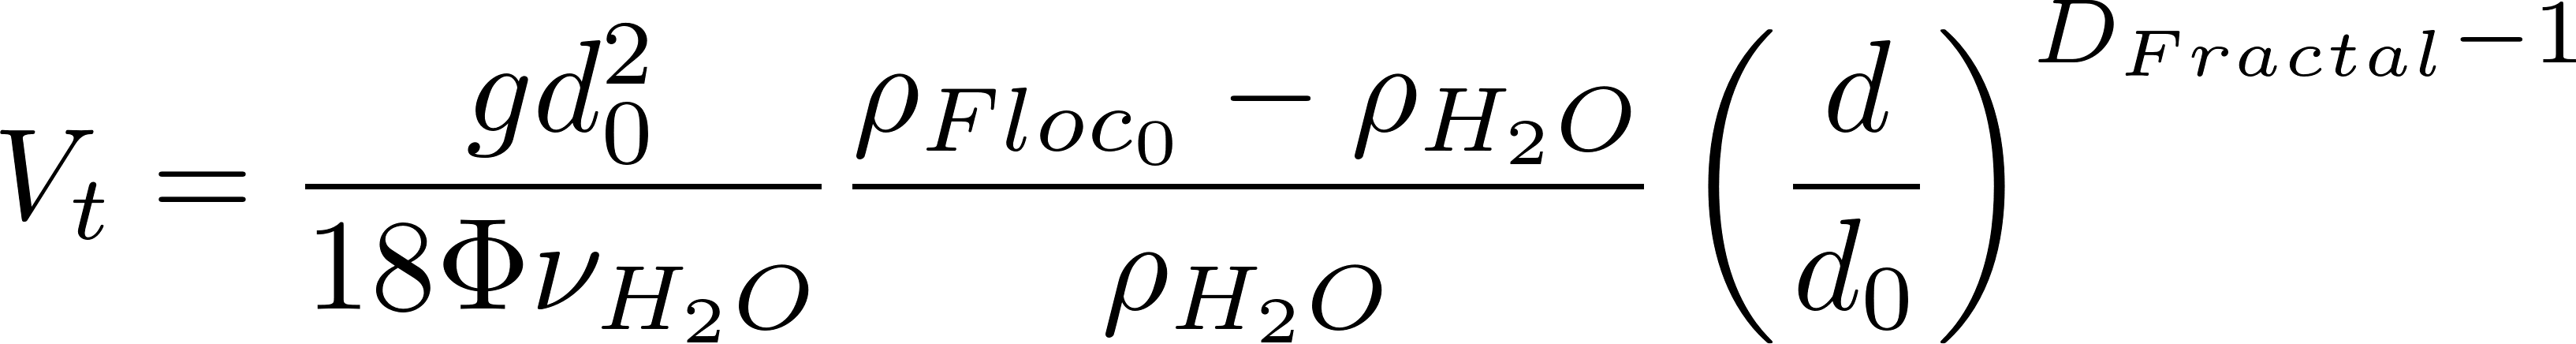 V_t = \frac{g d_0^2}{18 \Phi \nu_{H_2O}} \frac{\rho_{Floc_0} - \rho_{H_2O}}{\rho_{H_2O}} \left( \frac{d}{d_0} \right)^{D_{Fractal} - 1}